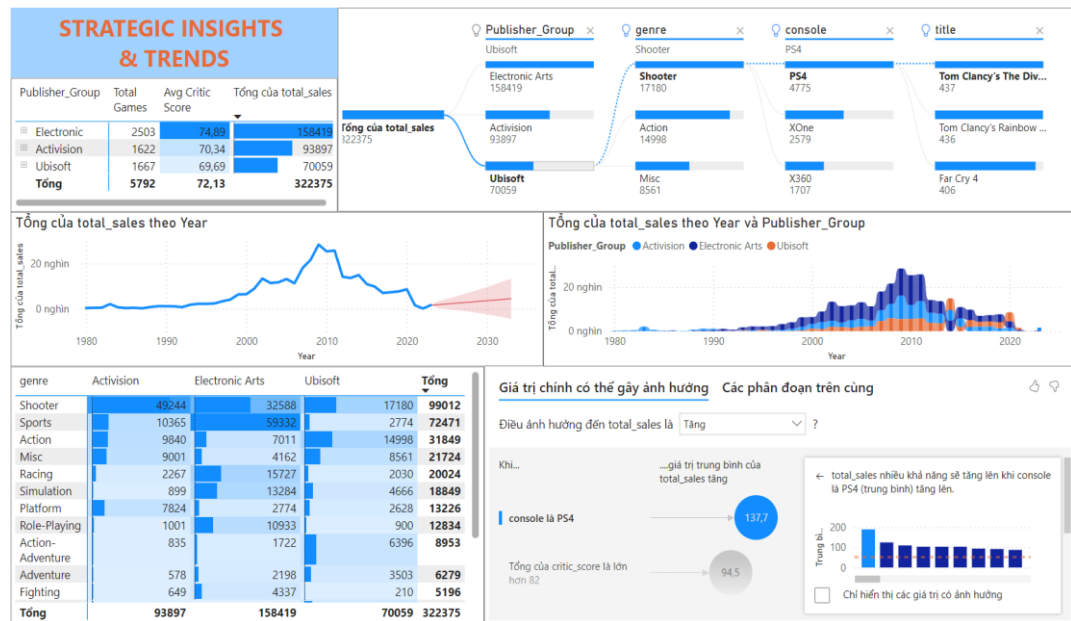 STRATEGIC INSIGHTS
& TRENDS
Publisher_Group Total Games Avg Critic Score Tổng của total_sales
Electronic 2503 74,89 158419
Activision 1622 70,34 93897
Ubisoft 1667 69,69 70059
Tổng 5792 72,13 322375
Publisher_Group genre console title
Ubisoft Shooter PS4
Tổng của total_sales
322375
Electronic Arts
158419
Activision
93897
Ubisoft
70059
Shooter
17180
Action
14998
Misc
8561
PS4
4775
XOne
2579
X360
1707
Tom Clancy's The Div...
437
Tom Clancy's Rainbow ...
436
Far Cry 4
406
Tổng của total_sales theo Year
Tổng của total_sales
20 nghìn
0 nghìn
1980 1990 2000 2010 2020 2030
Year
Tổng của total_sales theo Year và Publisher_Group
Publisher_Group Activision Electronic Arts Ubisoft
Tổng của total...
20 nghìn
0 nghìn
1980 1990 2000 2010 2020
Year
genre Activision Electronic Arts Ubisoft Tổng
Shooter 49244 32588 17180 99012
Sports 10365 59332 2774 72471
Action 9840 7011 14998 31849
Misc 9001 4162 8561 21724
Racing 2267 15727 2030 20024
Simulation 899 13284 4666 18849
Platform 7824 2774 2628 13226
Role-Playing 1001 10933 900 12834
Action-
Adventure 835 1722 6396 8953
Adventure 578 2198 3503 6279
Fighting 649 4337 210 5196
Tổng 93897 158419 70059 322375
Giá trị chính có thể gây ảnh hưởng Các phân đoạn trên cùng
Điều ảnh hưởng đến total_sales là Tăng ?
Khi...
....giá trị trung bình của
total_sales tăng
console là PS4 137,7
Tổng của critic_score là lớn
hơn 82
94,5
total_sales nhiều khả năng sẽ tăng lên khi console
là PS4 (trung bình) tăng lên.
Trung bì...
200
100
0
Chỉ hiển thị các giá trị có ảnh hưởng